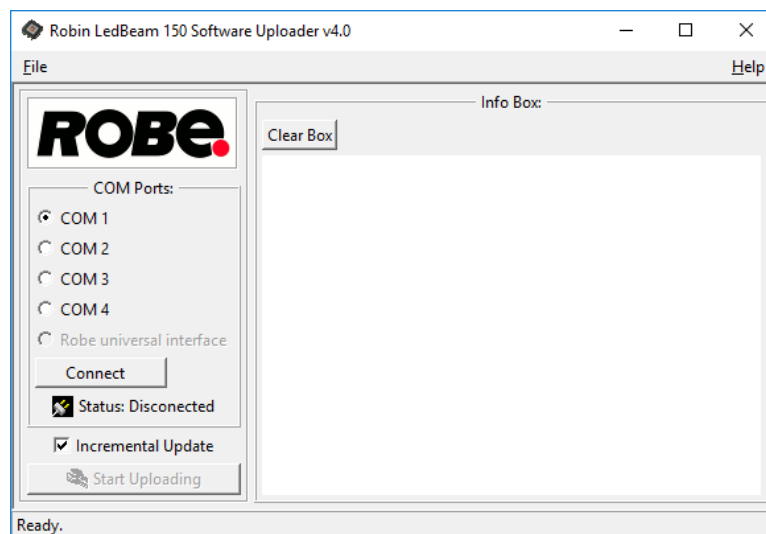 Robin LedBeam 150 Software Uploader v4.0
File
Help
ROBE.
COM Ports:
COM 1
COM 2
COM 3
COM 4
Robe universal interface
Connect
Status: Disconected
Incremental Update
Start Uploading
Info Box:
Clear Box
Ready.